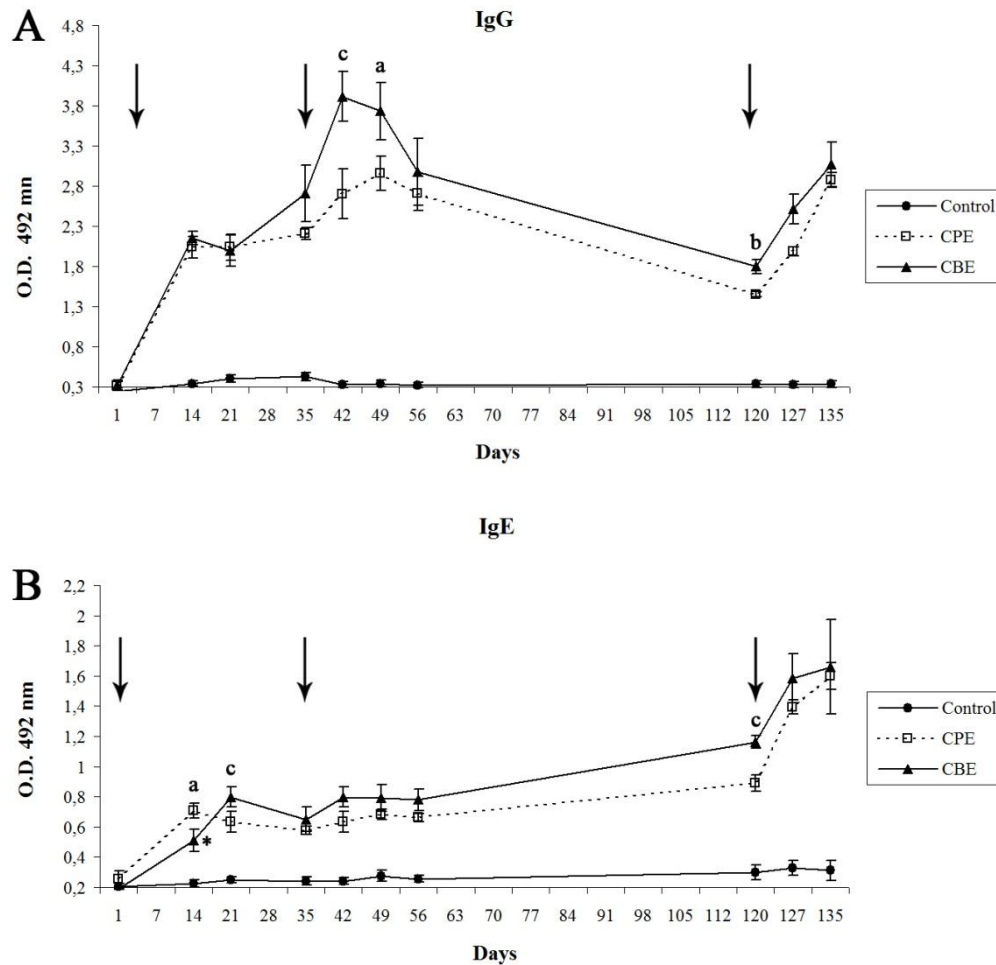 A
IgG
4,8
4,3
3,8
3,3
2,8
2,3
1,8
1,3
0,8
0,3
O.D. 492 mn
c
a
b
1 7 14 21 28 35 42 49 56 63 70 77 84 91 98 105 112 120 127 135
Days
Control
CPE
CBE
B
IgE
2,2
2
1,8
1,6
1,4
1,2
1
0,8
0,6
0,4
0,2
O.D. 492 nm
a
c
*
c
1 7 14 21 28 35 42 49 56 63 70 77 84 91 98 105 112 120 127 135
Days
Control
CPE
CBE